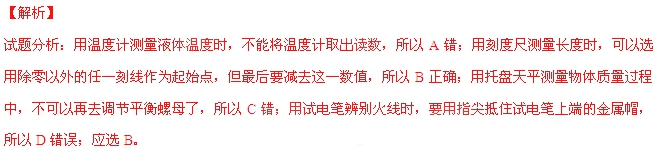 【解析】
试题分析：用温度计测量液体温度时，不能将温度计取出读数，所以 A 错；用刻度尺测量长度时，可以选
用除零以外的任一刻线作为起始点，但最后要减去这一数值，所以 B 正确；用托盘天平测量物体质量过程
中，不可以再去调节平衡螺母了，所以 C 错；用试电笔辨别火线时，要用指尖抵住试电笔上端的金属帽，
所以 D 错误；应选 B。